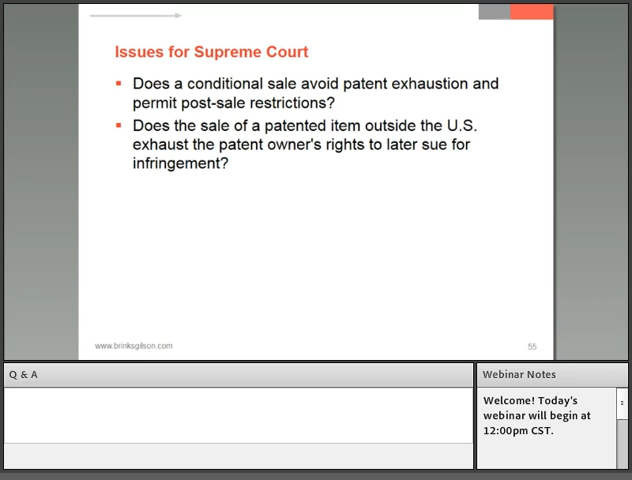 Issues for Supreme Court
Does a conditional sale avoid patent exhaustion and
permit post-sale restrictions?
Does the sale of a patented item outside the U.S.
exhaust the patent owner's rights to later sue for
infringement?
www.brinksgilson.com
55
Q & A
Webinar Notes
Welcome! Today's
webinar will begin at
12:00pm CST.